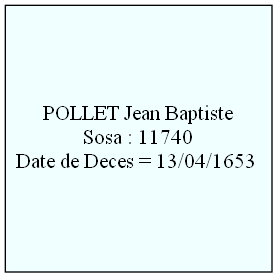 POLLET Jean Baptiste
Sosa : 11740
Date de Deces = 13/04/1653